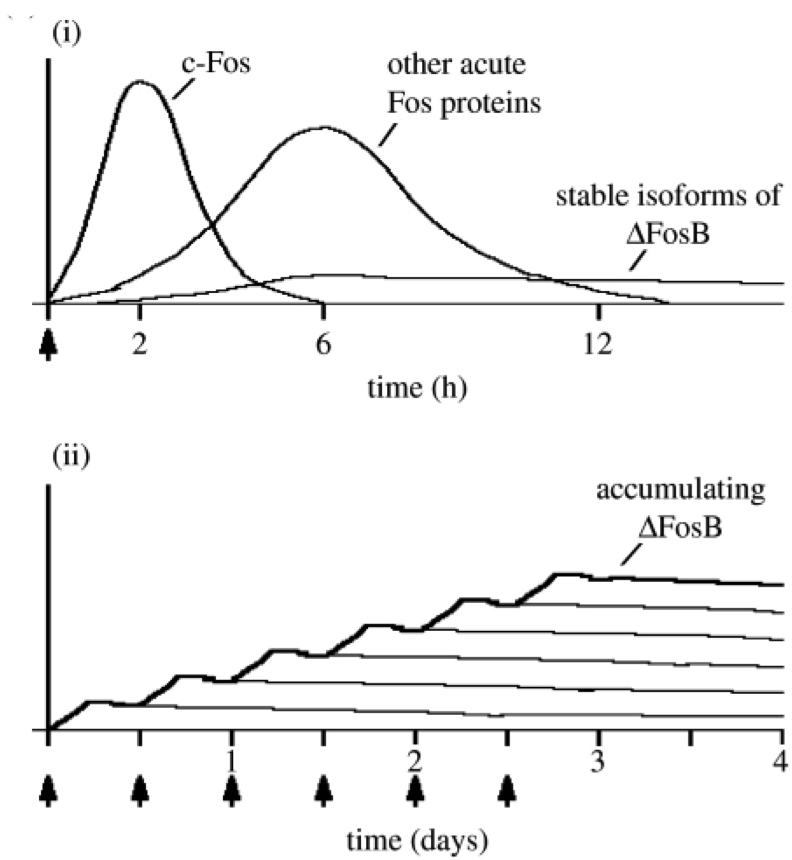 (i)
c-Fos
other acute
Fos proteins
stable isoforms of
ΔFosB
2
6
12
time (h)
(ii)
accumulating
ΔFosB
1
2
3
4
time (days)